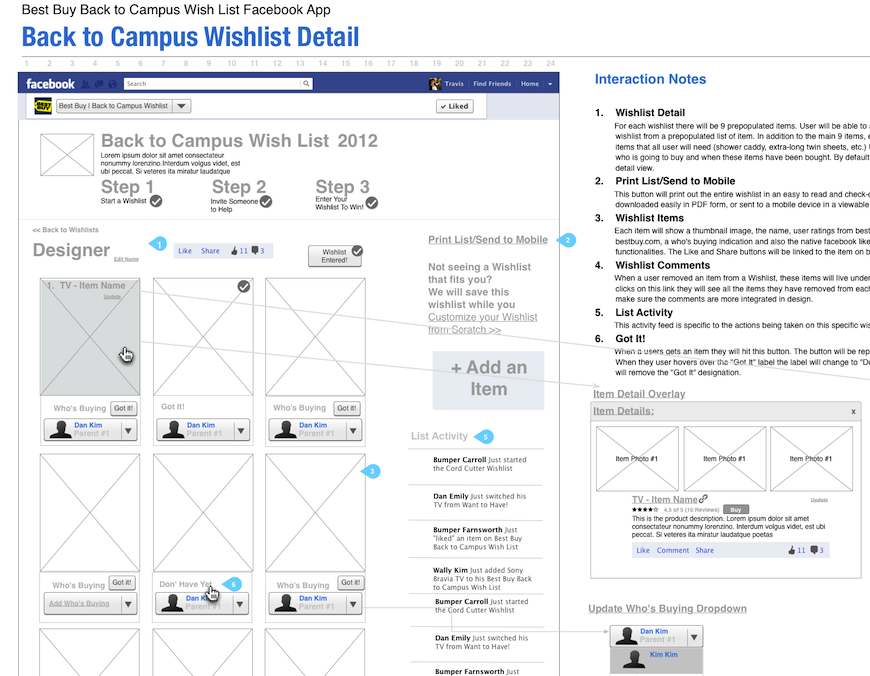 Best Buy Back to Campus Wish List Facebook App
Back to Campus Wishlist Detail
1 2 3 4 5 6 7 8 9 10 11 12 13 14 15 16 17 18 19 20 21 22 23 24
facebook
Search
Travis Find Friends Home
BEST BUY
Best Buy | Back to Campus Wishlist
Liked
Back to Campus Wish List 2012
Lorem ipsum dolor sit amet consectetuer
nonummy lorenzino.Interdum volgus videt, est
ubi peccat. Si veteres ita miratur laudatque
Step 1
Start a Wishlist
Step 2
Invite Someone
to Help
Step 3
Enter Your
Wishlist To Win!
<< Back to Wishlists
Designer
Edit Name
1
Like Share 11 3
Wishlist
Entered!
Print List/Send to Mobile
2
Not seeing a Wishlist
that fits you?
We will save this
wishlist while you
Customize your Wishlist
from Scratch >>
+ Add an
Item
1. TV - Item Name
Update
Who's Buying Got it!
Dan Kim
Parent #1
Got It!
Dan Kim
Parent #1
Who's Buying Got it!
Dan Kim
Parent #1
3
Who's Buying Got it!
Add Who's Buying
Don' Have Yet
6
Dan Ki
Parent #1
Who's Buying Got it!
Dan Kim
Parent #1
List Activity
5
Bumper Carroll Just started
the Cord Cutter Wishlist
Dan Emily Just switched his
TV from Want to Have!
Bumper Farnsworth Just
"liked" an item on Best Buy
Back to Campus Wish List
Wally Kim Just added Sony
Bravia TV to his Best Buy Back
to Campus Wish List
Bumper Carroll Just started
the Cord Cutter Wishlist
Dan Emily Just switched his
TV from Want to Have!
Bumper Farnsworth Just
Interaction Notes
1. Wishlist Detail
For each wishlist there will be 9 prepopulated items. User will be able to
wishlist from a prepopulated list of item. In addition to the main 9 items,
items that all user will need (shower caddy, extra-long twin sheets, etc.)
who is going to buy and when these items have been bought. By default
detail view.
2. Print List/Send to Mobile
This button will print out the entire wishlist in an easy to read and check-
downloaded easily in PDF form, or sent to a mobile device in a viewable
3. Wishlist Items
Each item will show a thumbnail image, the name, user ratings from best
bestbuy.com, a who's buying indication and also the native facebook like
functionalities. The Like and Share buttons will be linked to the item on b
4. Wishlist Comments
When a user removed an item from a Wishlist, these items will live under
clicks on this link they will see all the items they have removed from each
make sure the comments are more integrated in design.
5. List Activity
This activity feed is specific to the actions being taken on this specific wis
6. Got It!
When a users gets an item they will hit this button. The button will be rep
When they user hovers over the "Got It" label the label will change to "Do
will remove the "Got It" designation.
Item Detail Overlay
Item Details: x
Item Photo #1 Item Photo #1 Item Photo #1
TV - Item Name Update
4.5 of 5 (10 Reviews) Buy
This is the product description. Lorem ipsum dolor sit amet
consectetuer nonummy lorenzino. Interdum volgus videt, est ubi
peccat. Si veteres ita miratur laudatque poetas
Like Comment Share 11 3
Update Who's Buying Dropdown
Dan Kim
Parent #1
Kim Kim